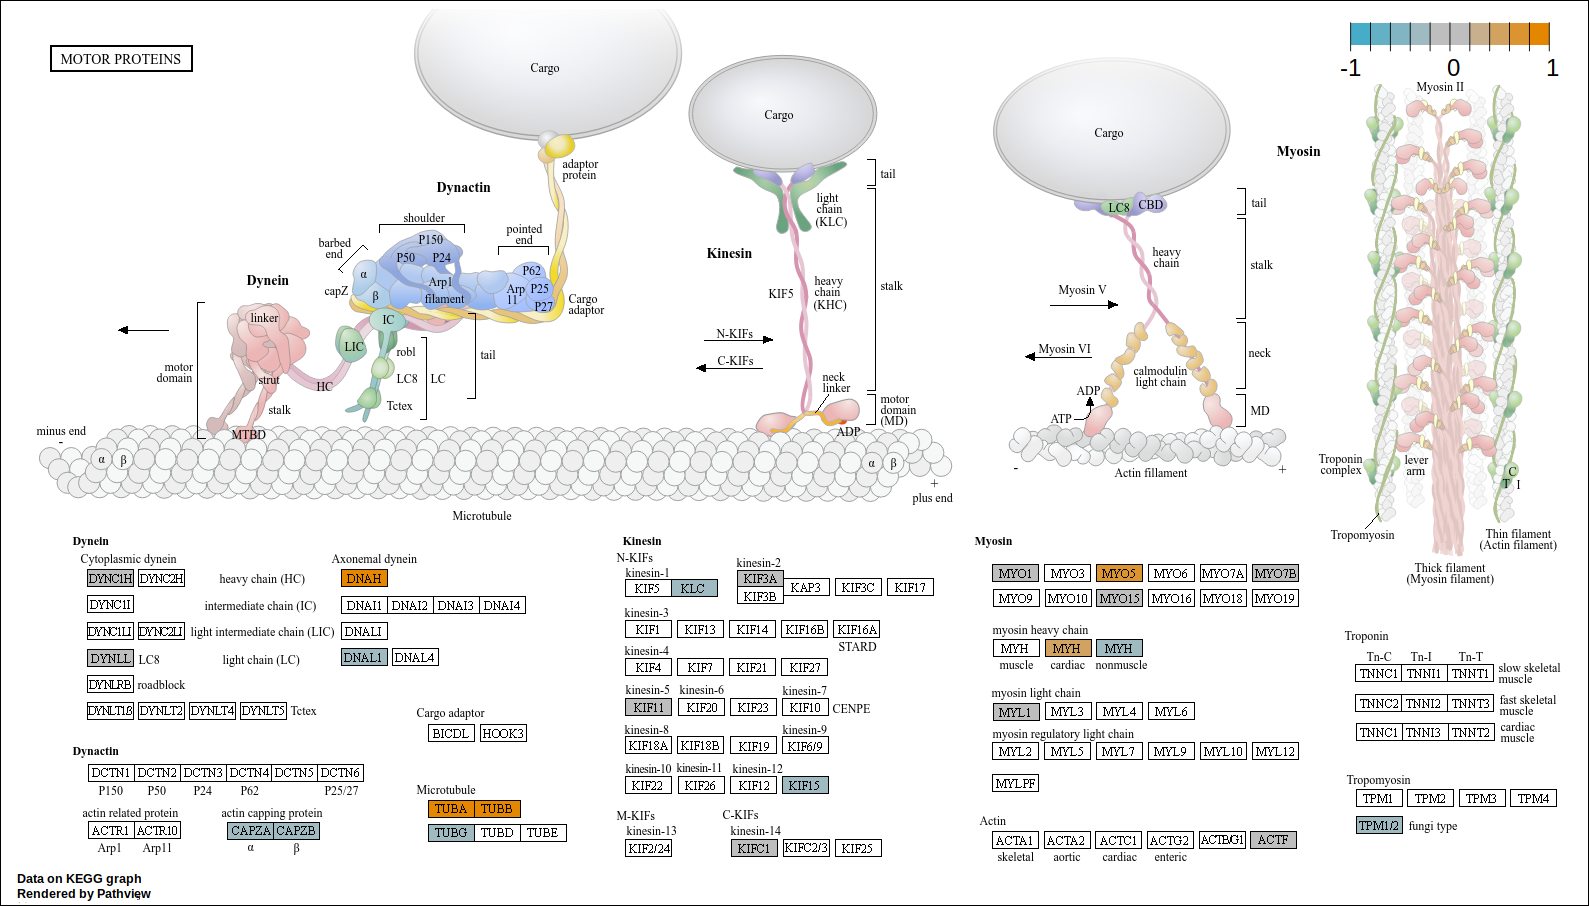 MOTOR PROTEINS
Cargo
Cargo
Cargo
-1 0 1
Myosin II
adaptor
protein
Dynactin
shoulder
P150
P50 P24
barbed
end
α
capZ
β
Arp1
filament
pointed
end
P62
Arp
11
P25
P27
Cargo
adaptor
Dynein
linker
motor
domain
strut
stalk
MTBD
HC
LIC
IC
robl
LC8
LC
Tctex
tail
Kinesin
tail
light
chain
(KLC)
KIF5
heavy
chain
(KHC)
stalk
N-KIFs
C-KIFs
neck
linker
motor
domain
(MD)
ADP
minus end
-
α β
α β
+
plus end
Microtubule
Myosin
LC8 CBD
tail
heavy
chain
stalk
Myosin V
Myosin VI
neck
calmodulin
light chain
ADP
ATP
MD
-
+
Actin fillament
Troponin
complex
lever
arm
C
T I
Tropomyosin
Thin filament
(Actin filament)
Thick filament
(Myosin filament)
Dynein
Cytoplasmic dynein
Axonemal dynein
DYNC1H DYNC2H heavy chain (HC) DNAH
DYNC1I intermediate chain (IC) DNAI1 DNAI2 DNAI3 DNAI4
DYNC1LI DYNC2LI light intermediate chain (LIC) DNALI
DYNLL LC8 light chain (LC) DNAL1 DNAL4
DYNLRB roadblock
DYNLT1B DYNLT2 DYNLT4 DYNLT5 Tctex
Cargo adaptor
BICDL HOOK3
Dynactin
DCTN1 DCTN2 DCTN3 DCTN4 DCTN5 DCTN6
P150 P50 P24 P62 P25/27
actin related protein
actin capping protein
ACTR1 ACTR10
CAPZA CAPZB
Arp1 Arp11
α β
Microtubule
TUBA TUBB
TUBG TUBD TUBE
Kinesin
N-KIFs
kinesin-1
KIF5 KLC
kinesin-2
KIF3A
KIF3B
KAP3 KIF3C KIF17
kinesin-3
KIF1 KIF13 KIF14 KIF16B KIF16A
STARD
kinesin-4
KIF4 KIF7 KIF21 KIF27
kinesin-5 kinesin-6 kinesin-7
KIF11 KIF20 KIF23 KIF10 CENPE
kinesin-8 kinesin-9
KIF18A KIF18B KIF19 KIF6/9
kinesin-10 kinesin-11 kinesin-12
KIF22 KIF26 KIF12 KIF15
M-KIFs C-KIFs
kinesin-13 kinesin-14
KIF2/24 KIFC1 KIFC2/3 KIF25
Myosin
MYO1 MYO3 MYO5 MYO6 MYO7A MYO7B
MYO9 MYO10 MYO15 MYO16 MYO18 MYO19
myosin heavy chain
MYH MYH MYH
muscle cardiac nonmuscle
myosin light chain
MYL1 MYL3 MYL4 MYL6
myosin regulatory light chain
MYL2 MYL5 MYL7 MYL9 MYL10 MYL12
MYLPF
Actin
ACTA1 ACTA2 ACTC1 ACTG2 ACTB/G1 ACTF
skeletal aortic cardiac enteric
Troponin
Tn-C Tn-I Tn-T
TNNC1 TNNI1 TNNT1 slow skeletal
muscle
TNNC2 TNNI2 TNNT3 fast skeletal
muscle
TNNC1 TNNI3 TNNT2 cardiac
muscle
Tropomyosin
TPM1 TPM2 TPM3 TPM4
TPM1/2 fungi type
Data on KEGG graph
Rendered by Pathview